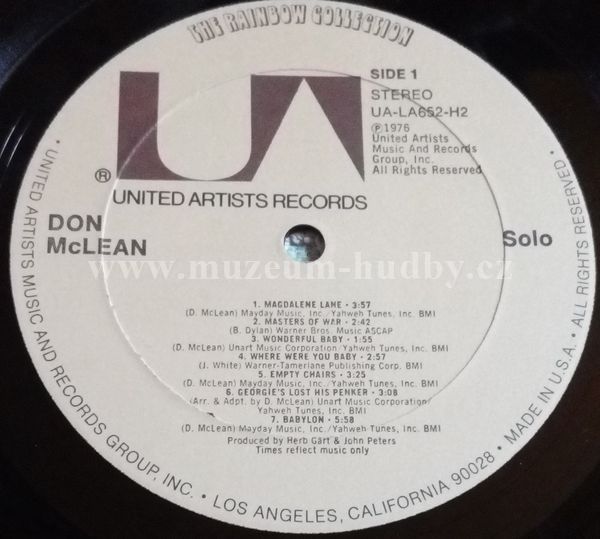 THE RAINBOW COLLECTION
UA
®
UNITED ARTISTS RECORDS
SIDE 1
STEREO
UA-LA652-H2
℗1976
United Artists
Music And Records
Group, Inc.
All Rights Reserved
DON
McLEAN
Solo
www.muzeum-hudby.cz
1. MAGDALENE LANE • 3:57
(D. McLean) Mayday Music, Inc./Yahweh Tunes, Inc. BMI
2. MASTERS OF WAR • 2:42
(B. Dylan) Warner Bros. Music ASCAP
3. WONDERFUL BABY • 1:55
(D. McLean) Unart Music Corporation/Yahweh Tunes, Inc. BMI
4. WHERE WERE YOU BABY • 2:57
(J. White) Warner-Tamerlane Publishing Corp. BMI
5. EMPTY CHAIRS • 3:25
(D. McLean) Mayday Music, Inc./Yahweh Tunes, Inc. BMI
6. GEORGIE'S LOST HIS PENKER • 3:08
(Arr. & Adpt. by D. McLean) Unart Music Corporation/
Yahweh Tunes, Inc. BMI
7. BABYLON • 5:58
(D. McLean) Mayday Music, Inc./Yahweh Tunes, Inc. BMI
Produced by Herb Gart & John Peters
Times reflect music only
• UNITED ARTISTS MUSIC AND RECORDS GROUP, INC. • LOS ANGELES, CALIFORNIA 90028 • MADE IN U.S.A. • ALL RIGHTS RESERVED •